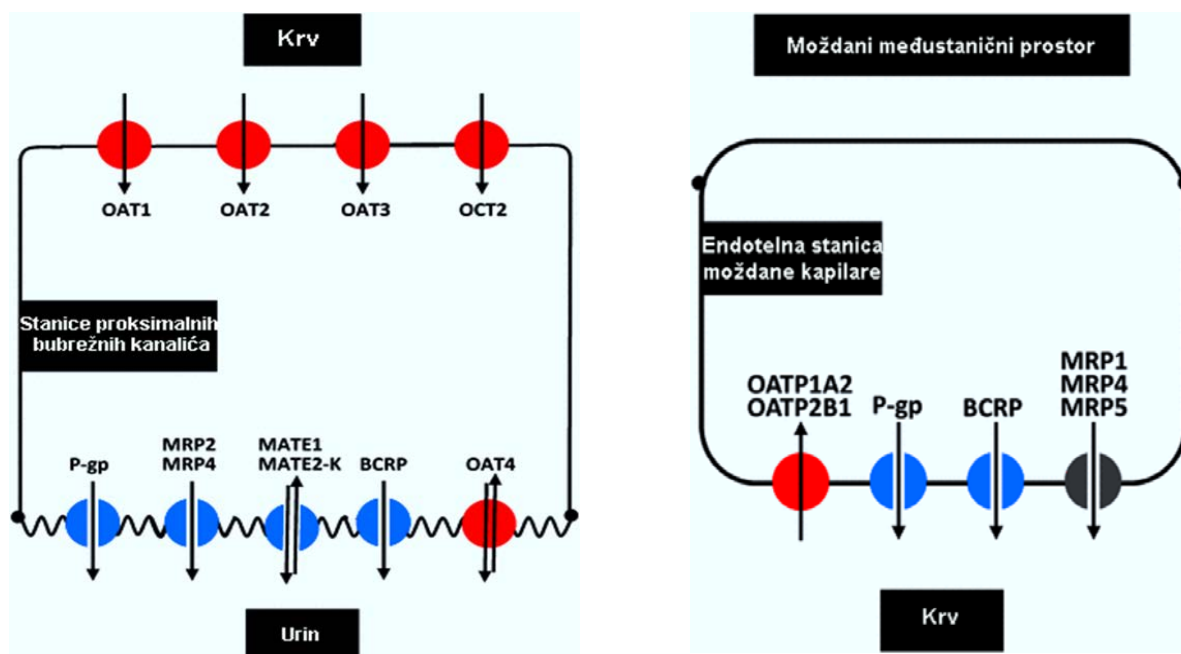 Krv
OAT1
OAT2
OAT3
OCT2
Stanice proksimalnih
bubrežnih kanalića
P-gp
MRP2
MRP4
MATE1
MATE2-K
BCRP
OAT4
Urin
Moždani međustanični prostor
Endotelna stanica
moždane kapilare
OATP1A2
OATP2B1
P-gp
BCRP
MRP1
MRP4
MRP5
Krv